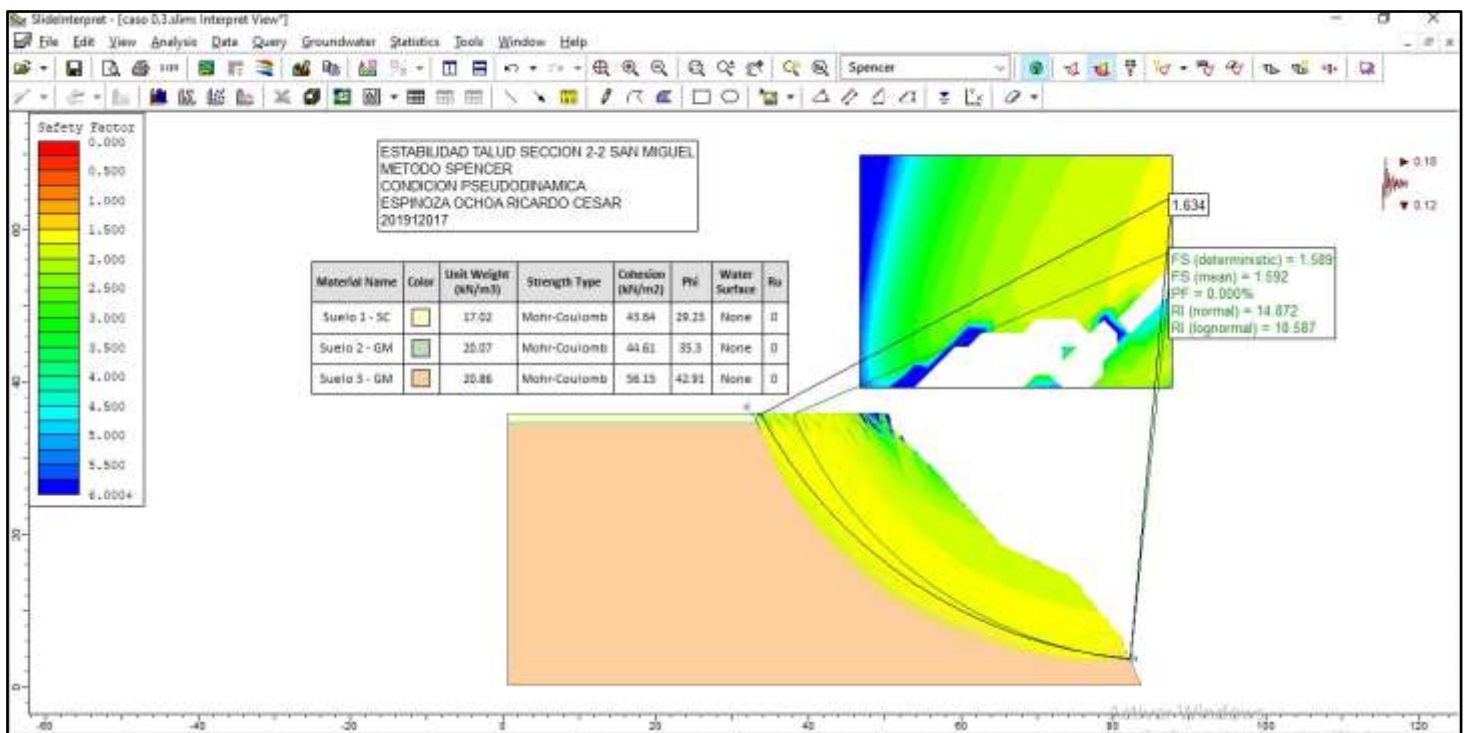 SlideInterpret - [caso 0.3.slim: Interpret View*]
File Edit View Analysis Data Query Groundwater Statistics Tools Window Help
Spencer
Safety Factor
0.000
0.500
1.000
1.500
2.000
2.500
3.000
3.500
4.000
4.500
5.000
5.500
6.000+
ESTABILIDAD TALUD SECCION 2-2 SAN MIGUEL
METODO SPENCER
CONDICION PSEUDODINAMICA
ESPINOZA OCHOA RICARDO CESAR
201912017
Material Name Color Unit Weight (kN/m3) Strength Type Cohesion (kN/m2) Phi Water Surface Ru
Suelo 1 - SC 17.02 Mohr-Coulomb 43.64 29.25 None 0
Suelo 2 - GM 20.07 Mohr-Coulomb 44.61 35.3 None 0
Suelo 3 - GM 20.86 Mohr-Coulomb 56.15 42.91 None 0
1.634
FS (deterministic) = 1.589
FS (mean) = 1.592
PF = 0.000%
RI (normal) = 14.872
RI (lognormal) = 18.587
0.18
0.12
60
40
20
0
-60 -40 -20 0 20 40 60 80 100 120
Activar Windows